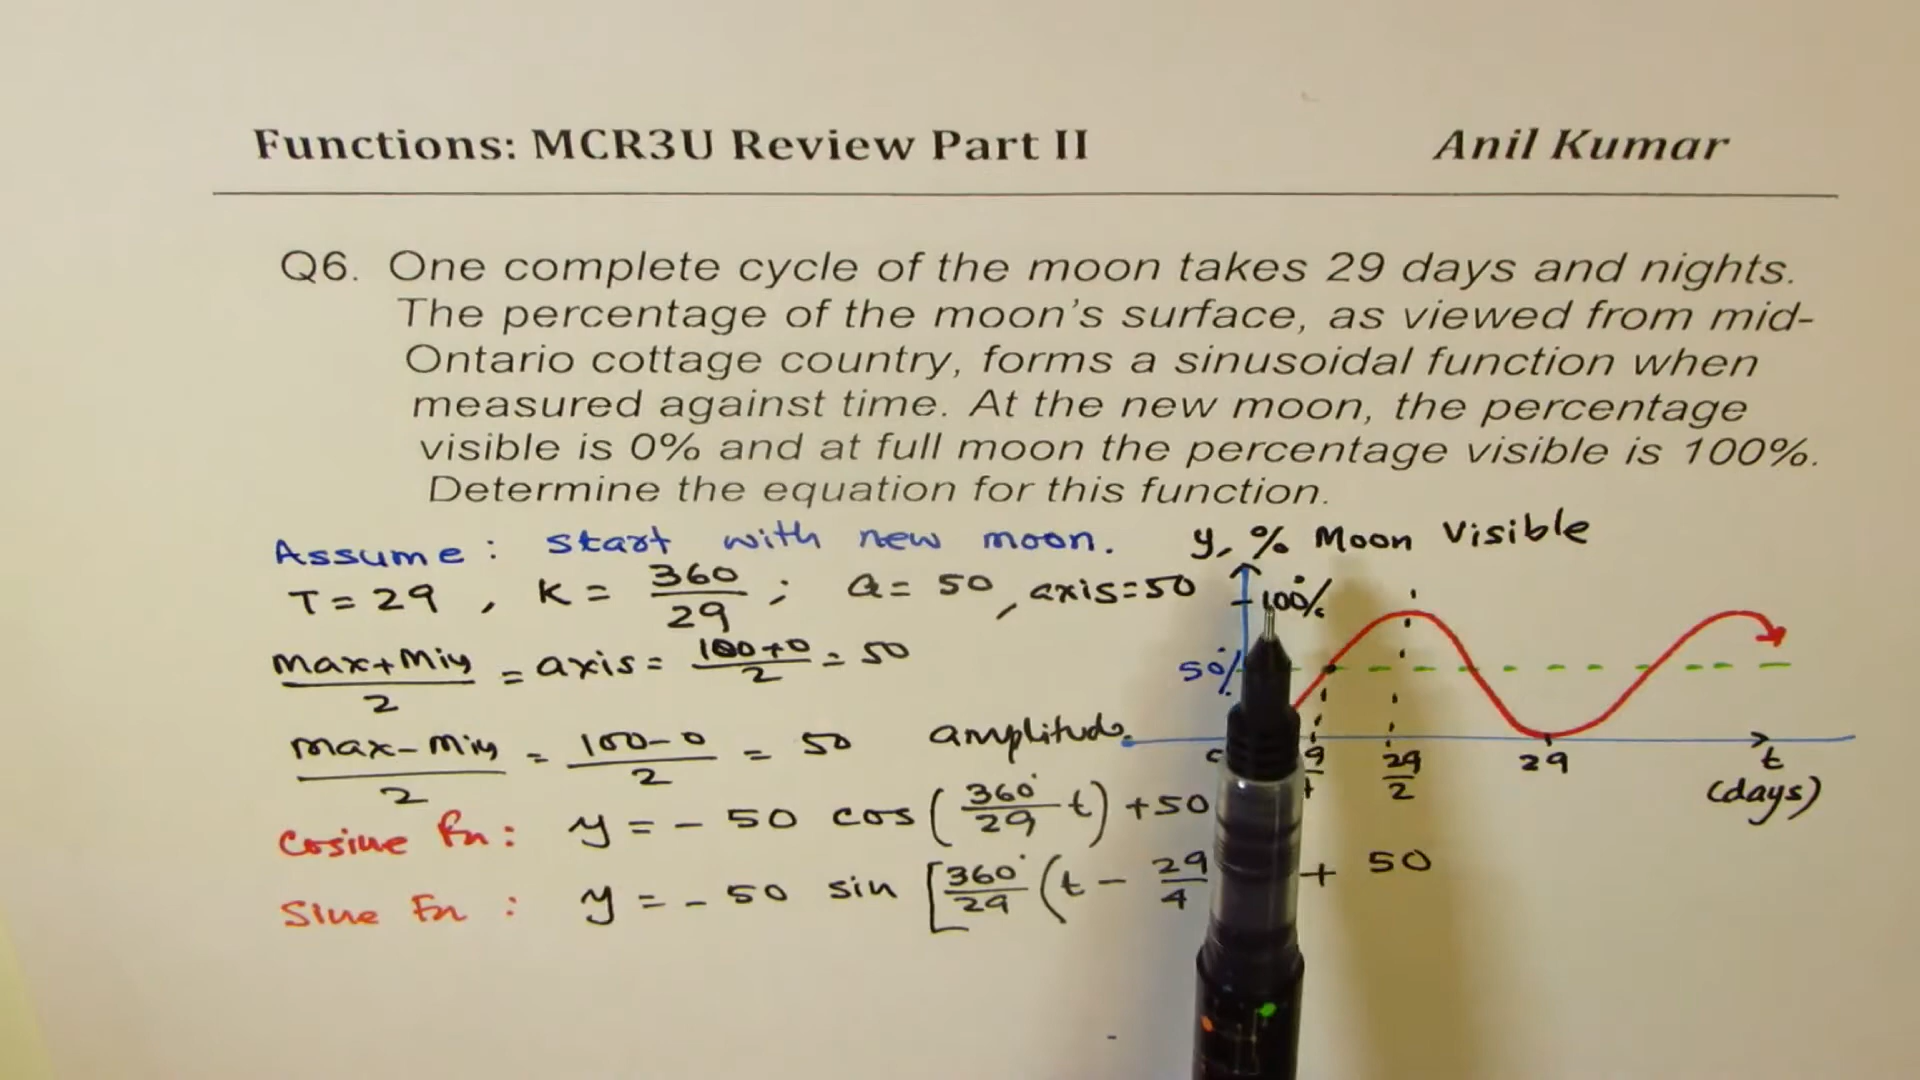 Functions: MCR3U Review Part II Anil Kumar
Q6. One complete cycle of the moon takes 29 days and nights.
The percentage of the moon's surface, as viewed from mid-
Ontario cottage country, forms a sinusoidal function when
measured against time. At the new moon, the percentage
visible is 0% and at full moon the percentage visible is 100%.
Determine the equation for this function.
Assume: start with new moon.
T = 29, K = 360/29 ; a = 50, axis = 50
(max + min)/2 = axis = (100+0)/2 = 50
(max - min)/2 = (100-0)/2 = 50 amplitude.
Cosine Fn: y = - 50 cos (360°/29 t) + 50
Sine Fn : y = - 50 sin [360°/29 (t - 29/4 + 50
y, % Moon Visible
100%
50%
29/2 29 t
(days)